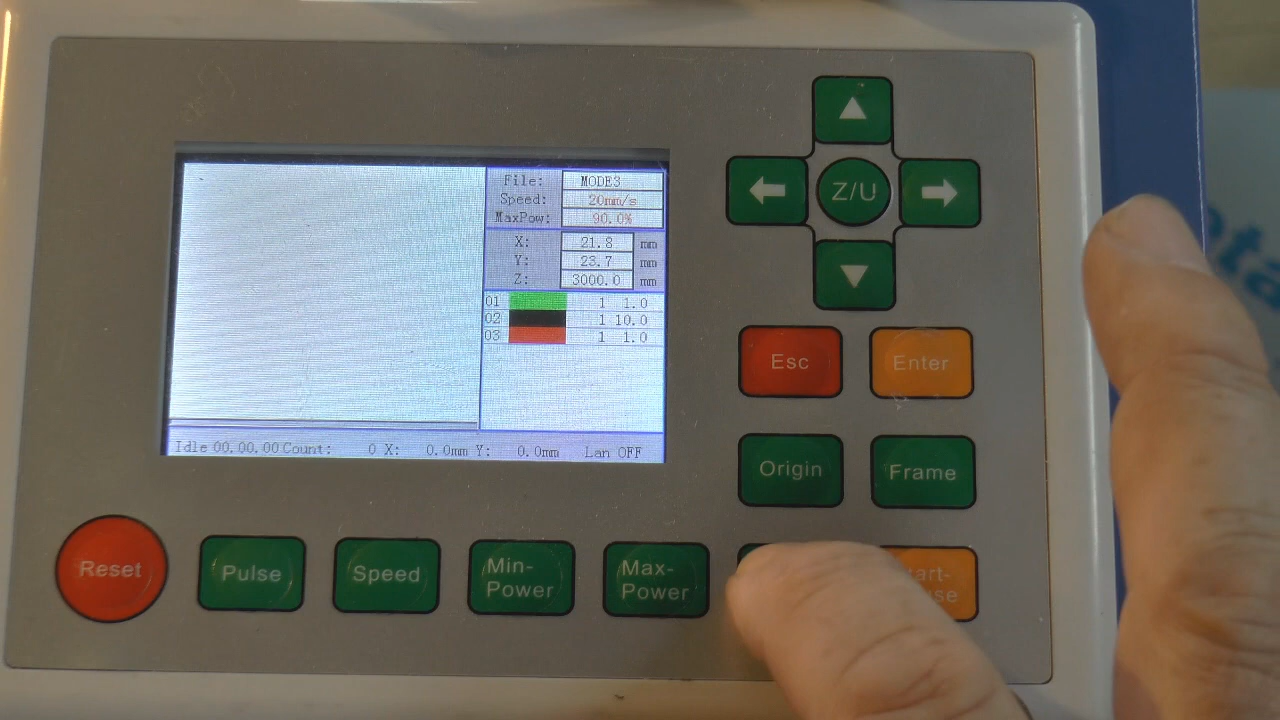 File: MODE3
Speed: 20mm/s
MaxPow: 90.0%
X: 21.8 mm
Y: 23.7 mm
Z: 3000.0 mm
01 1 1.0
02 1 10.0
03 1 1.0
Idle 00.00.00 Count: 0 X: 0.0mm Y: 0.0mm Lan OFF
Z/U
Esc
Enter
Origin
Frame
Reset
Pulse
Speed
Min-
Power
Max-
Power